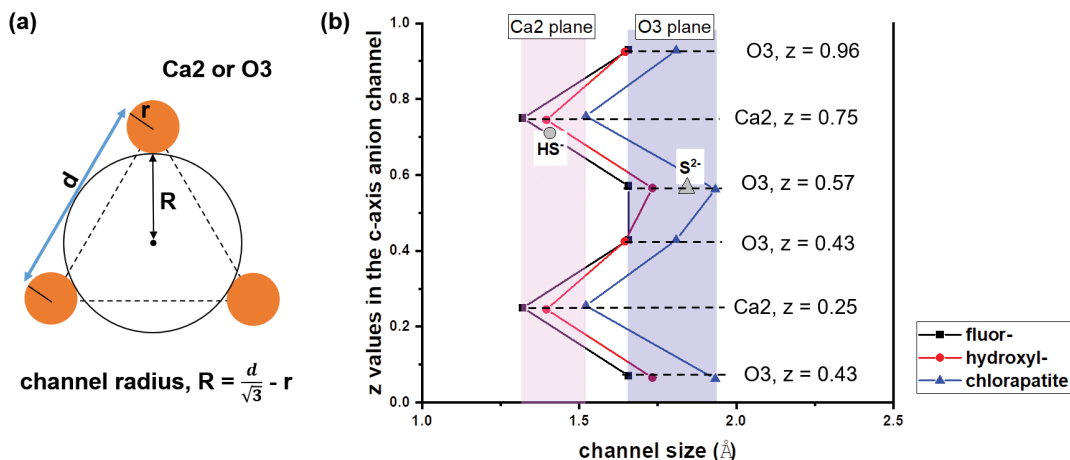 (a)
Ca2 or O3
r
d
R
channel radius, R = d/√3 - r
(b)
z values in the c-axis anion channel
1.0
0.8
0.6
0.4
0.2
0.0
Ca2 plane
O3 plane
HS-
S2-
O3, z = 0.96
Ca2, z = 0.75
O3, z = 0.57
O3, z = 0.43
Ca2, z = 0.25
O3, z = 0.43
1.0
1.5
2.0
2.5
channel size (Å)
fluor-
hydroxyl-
chlorapatite